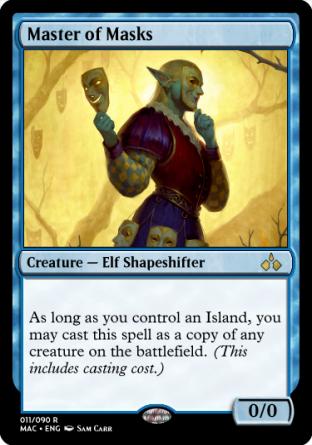 Master of Masks
Creature — Elf Shapeshifter
As long as you control an Island, you
may cast this spell as a copy of any
creature on the battlefield. (This
includes casting cost.)
0/0
011/090 R
MAC • ENG Sam Carr